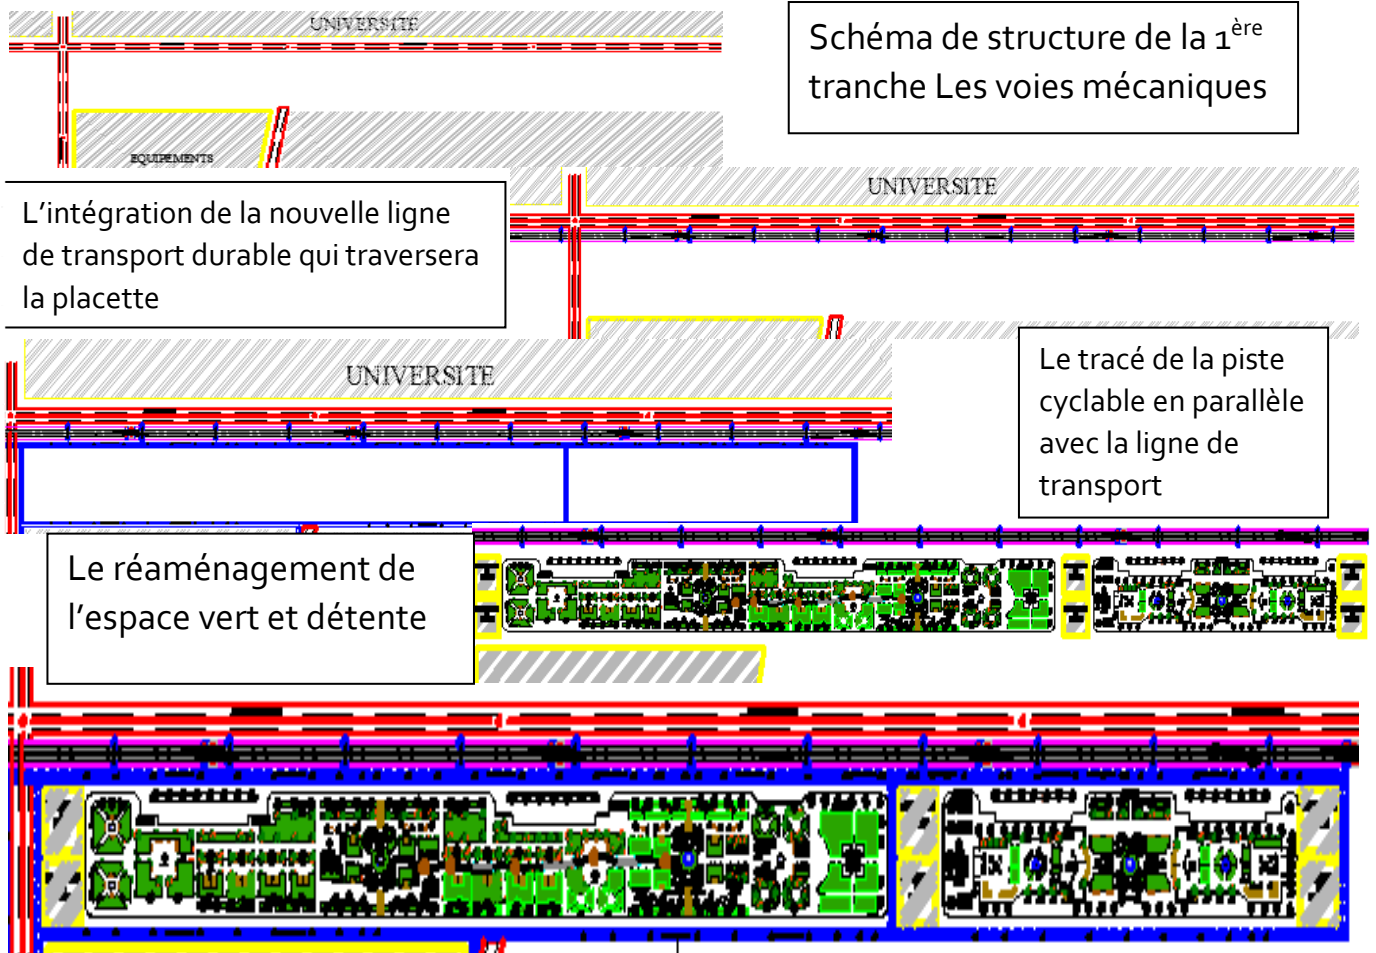 UNIVERSITE
Schéma de structure de la 1ère
tranche Les voies mécaniques
EQUIPEMENTS
UNIVERSITE
L’intégration de la nouvelle ligne
de transport durable qui traversera
la placette
UNIVERSITE
Le tracé de la piste
cyclable en parallèle
avec la ligne de
transport
Le réaménagement de
l’espace vert et détente